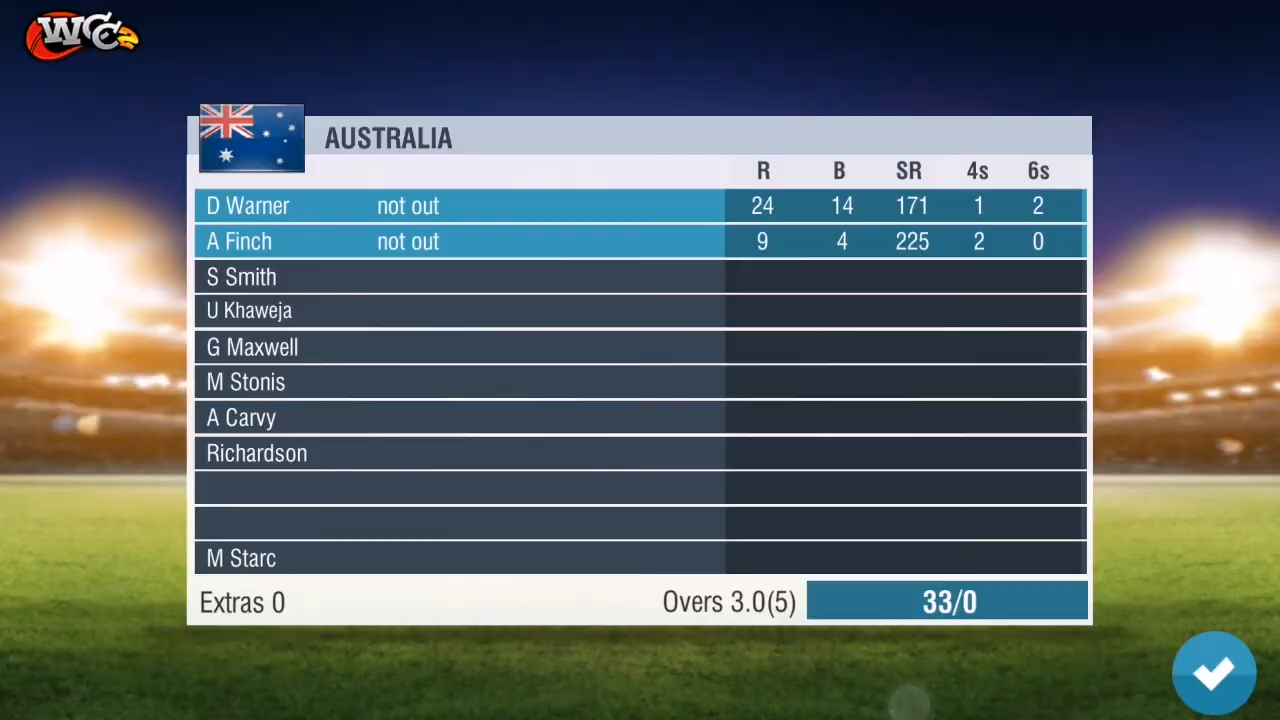 WCC
AUSTRALIA
R B SR 4s 6s
D Warner not out 24 14 171 1 2
A Finch not out 9 4 225 2 0
S Smith
U Khaweja
G Maxwell
M Stonis
A Carvy
Richardson
M Starc
Extras 0 Overs 3.0(5) 33/0